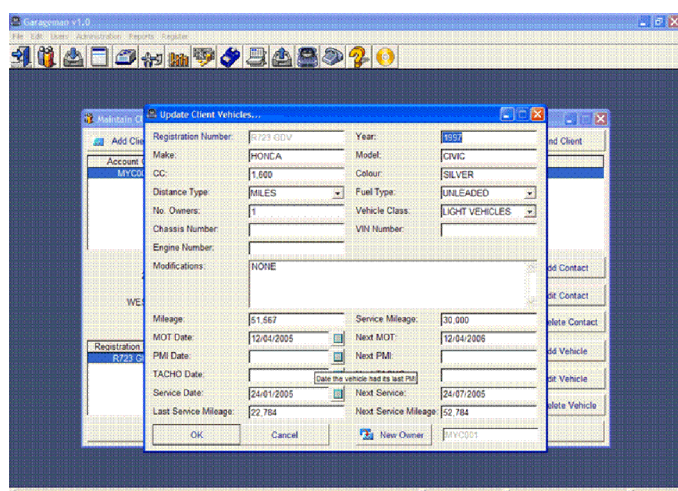 Garageman v1.0
File Edit Users Administration Reports Register
Maintain Cl
Update Client Vehicles...
Add Clie
nd Client
Account
MYC00
Registration Number: R723 GDV Year: 1997
Make: HONCA Model: CIVIC
CC: 1,600 Colour: SILVER
Distance Type: MILES Fuel Type: UNLEADED
No. Owners: 1 Vehicle Class: LIGHT VEHICLES
Chassis Number: VIN Number:
Engine Number:
Modifications: NONE
dd Contact
WES
dit Contact
Mileage: 51,567 Service Mileage: 30,000
elete Contact
MOT Date: 12/04/2005 Next MOT: 12/04/2006
Registration
R723 G
PMI Date: Next PMI:
dd Vehicle
TACHO Date:
Date the vehicle had its last PMI
dit Vehicle
Service Date: 24/01/2005 Next Service: 24/07/2005
Last Service Mileage: 22,784 Next Service Mileage: 52,784
elete Vehicle
OK Cancel New Owner MYC001